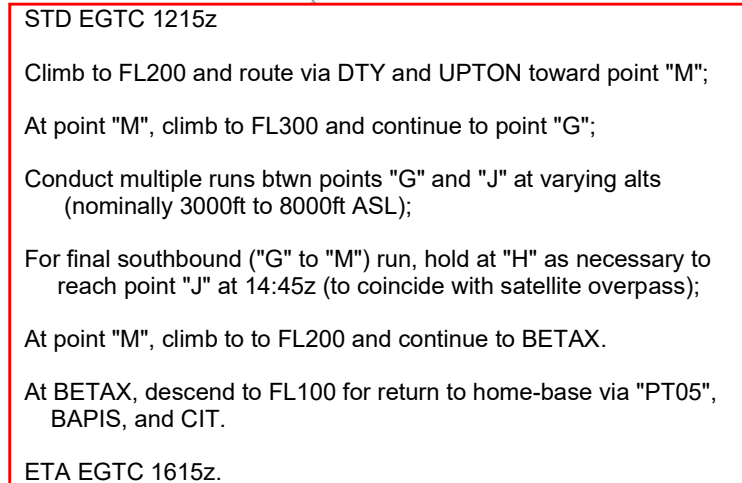 STD EGTC 1215z
Climb to FL200 and route via DTY and UPTON toward point "M";
At point "M", climb to FL300 and continue to point "G";
Conduct multiple runs btwn points "G" and "J" at varying alts
(nominally 3000ft to 8000ft ASL);
For final southbound ("G" to "M") run, hold at "H" as necessary to
reach point "J" at 14:45z (to coincide with satellite overpass);
At point "M", climb to to FL200 and continue to BETAX.
At BETAX, descend to FL100 for return to home-base via "PT05",
BAPIS, and CIT.
ETA EGTC 1615z.